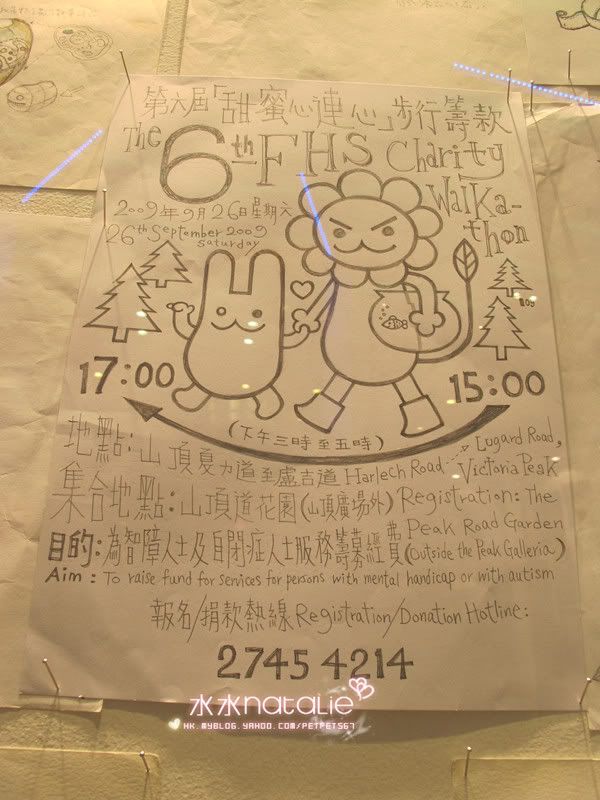 第六屆「甜蜜心連心」步行籌款
The 6th FHS Charity
Walka-
thon
2009年9月26日星期六
26th September 2009
Saturday
17:00
15:00
(下午三時至五時)
地點:山頂夏力道至盧吉道 Harlech Road Lugard Road,
Victoria Peak
集合地點:山頂道花園(山頂廣場外) Registration: The
Peak Road Garden
(Outside the Peak Galleria)
目的:為智障人士及自閉症人士服務籌募經費
Aim: To raise fund for services for persons with mental handicap or with autism
報名/捐款熱線 Registration/Donation Hotline:
2745 4214
水水natalie
HK.MYBLOG.YAHOO.COM/PETPETS67